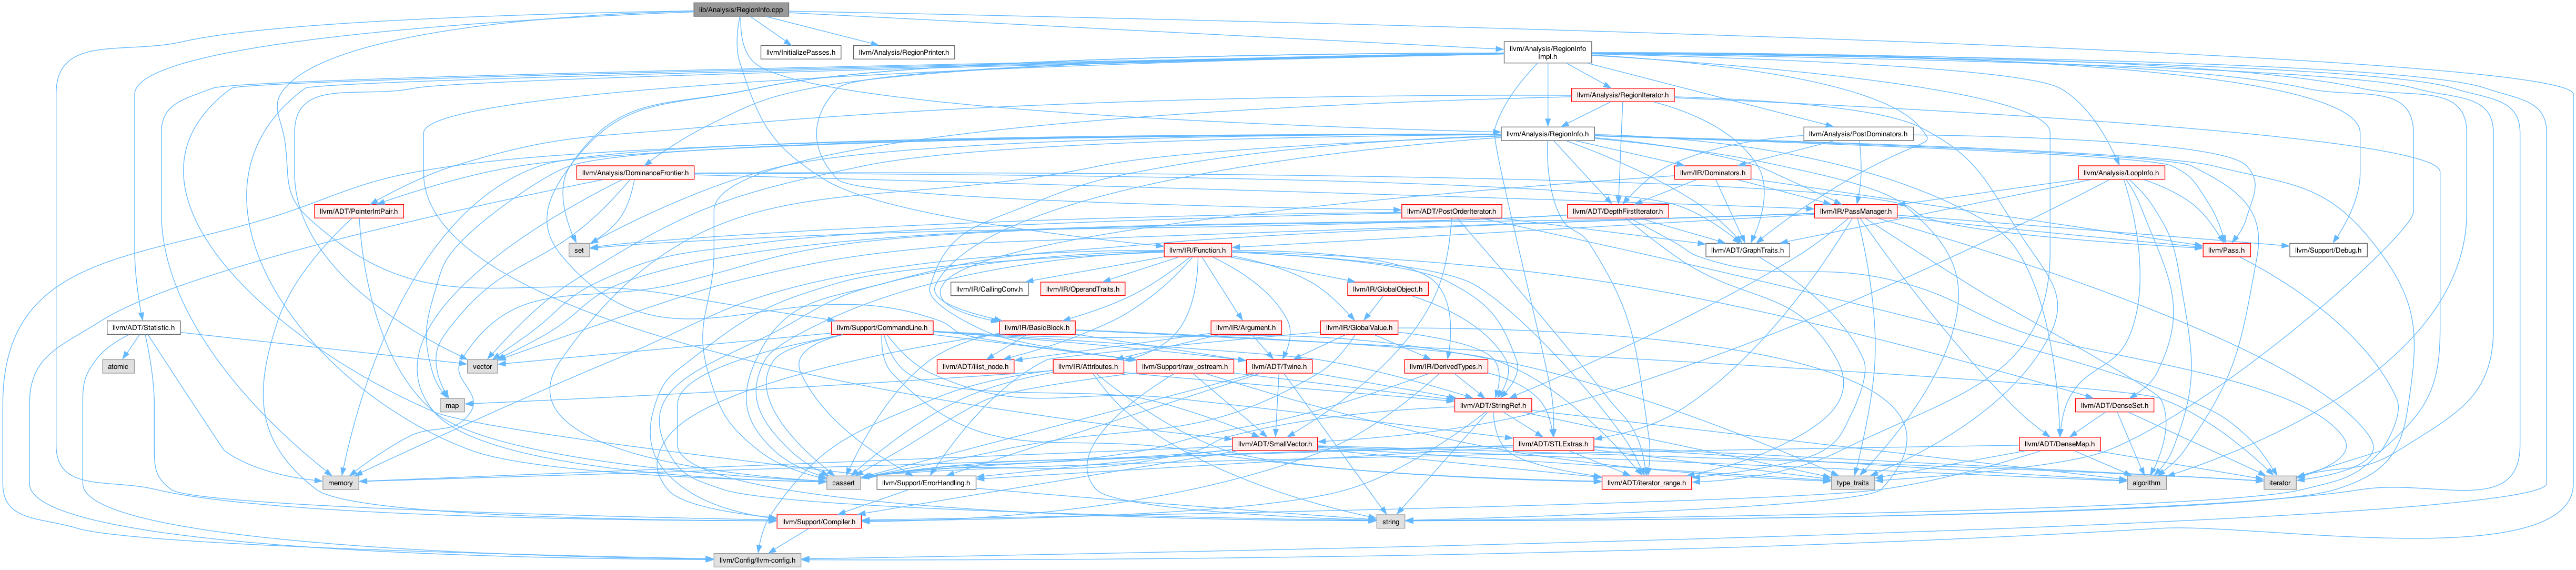 lib/Analysis/RegionInfo.cpp
llvm/InitializePasses.h
llvm/Analysis/RegionPrinter.h
llvm/Analysis/RegionInfo
Impl.h
llvm/Analysis/RegionIterator.h
llvm/Analysis/RegionInfo.h
llvm/Analysis/PostDominators.h
llvm/Analysis/DominanceFrontier.h
llvm/IR/Dominators.h
llvm/Analysis/LoopInfo.h
llvm/ADT/PointerIntPair.h
llvm/ADT/PostOrderIterator.h
llvm/ADT/DepthFirstIterator.h
llvm/IR/PassManager.h
set
llvm/IR/Function.h
llvm/ADT/GraphTraits.h
llvm/Pass.h
llvm/Support/Debug.h
llvm/IR/CallingConv.h
llvm/IR/OperandTraits.h
llvm/IR/GlobalObject.h
llvm/ADT/Statistic.h
llvm/Support/CommandLine.h
llvm/IR/BasicBlock.h
llvm/IR/Argument.h
llvm/IR/GlobalValue.h
atomic
vector
llvm/ADT/ilist_node.h
llvm/IR/Attributes.h
llvm/Support/raw_ostream.h
llvm/ADT/Twine.h
llvm/IR/DerivedTypes.h
map
llvm/ADT/StringRef.h
llvm/ADT/DenseSet.h
llvm/ADT/SmallVector.h
llvm/ADT/STLExtras.h
llvm/ADT/DenseMap.h
memory
cassert
llvm/Support/ErrorHandling.h
llvm/ADT/iterator_range.h
type_traits
algorithm
iterator
llvm/Support/Compiler.h
string
llvm/Config/llvm-config.h